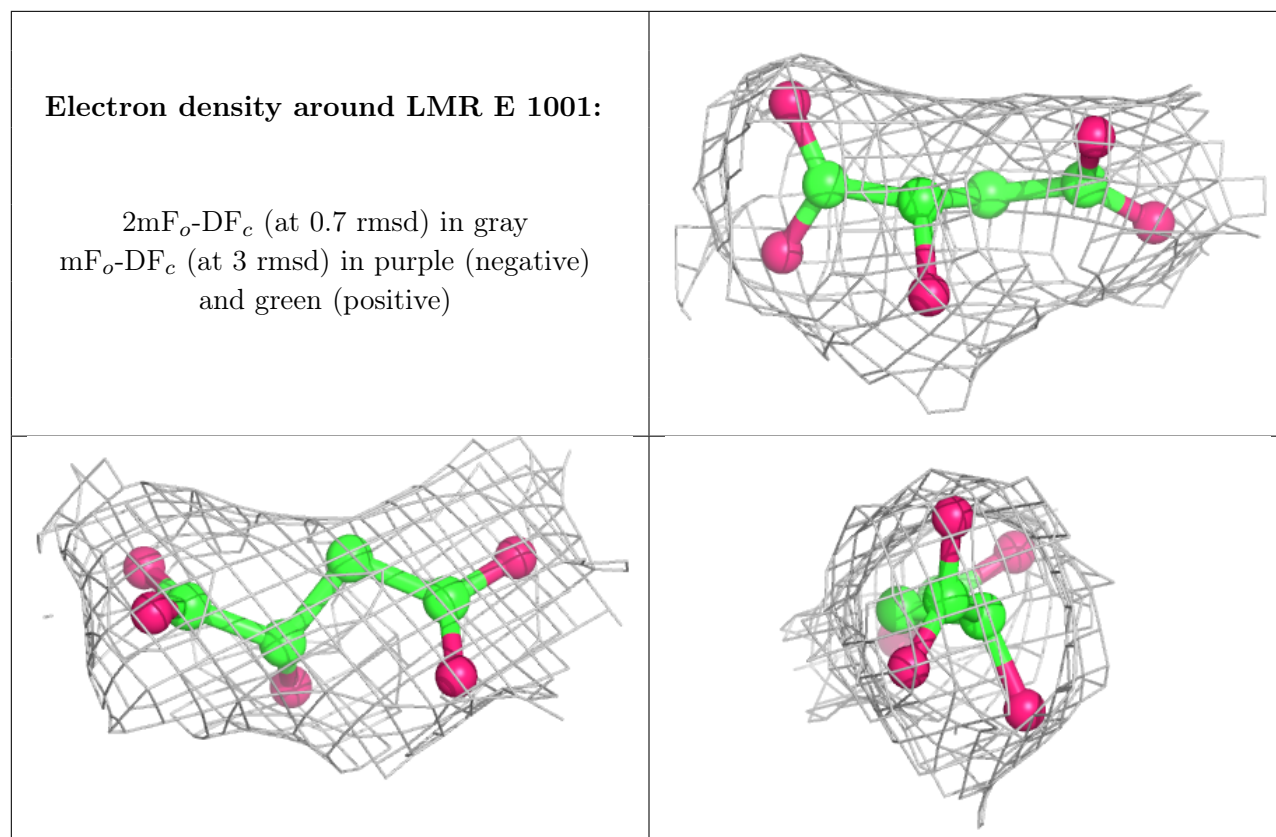 Electron density around LMR E 1001:
2mFₒ-DF𝒸 (at 0.7 rmsd) in gray
mFₒ-DF𝒸 (at 3 rmsd) in purple (negative)
and green (positive)